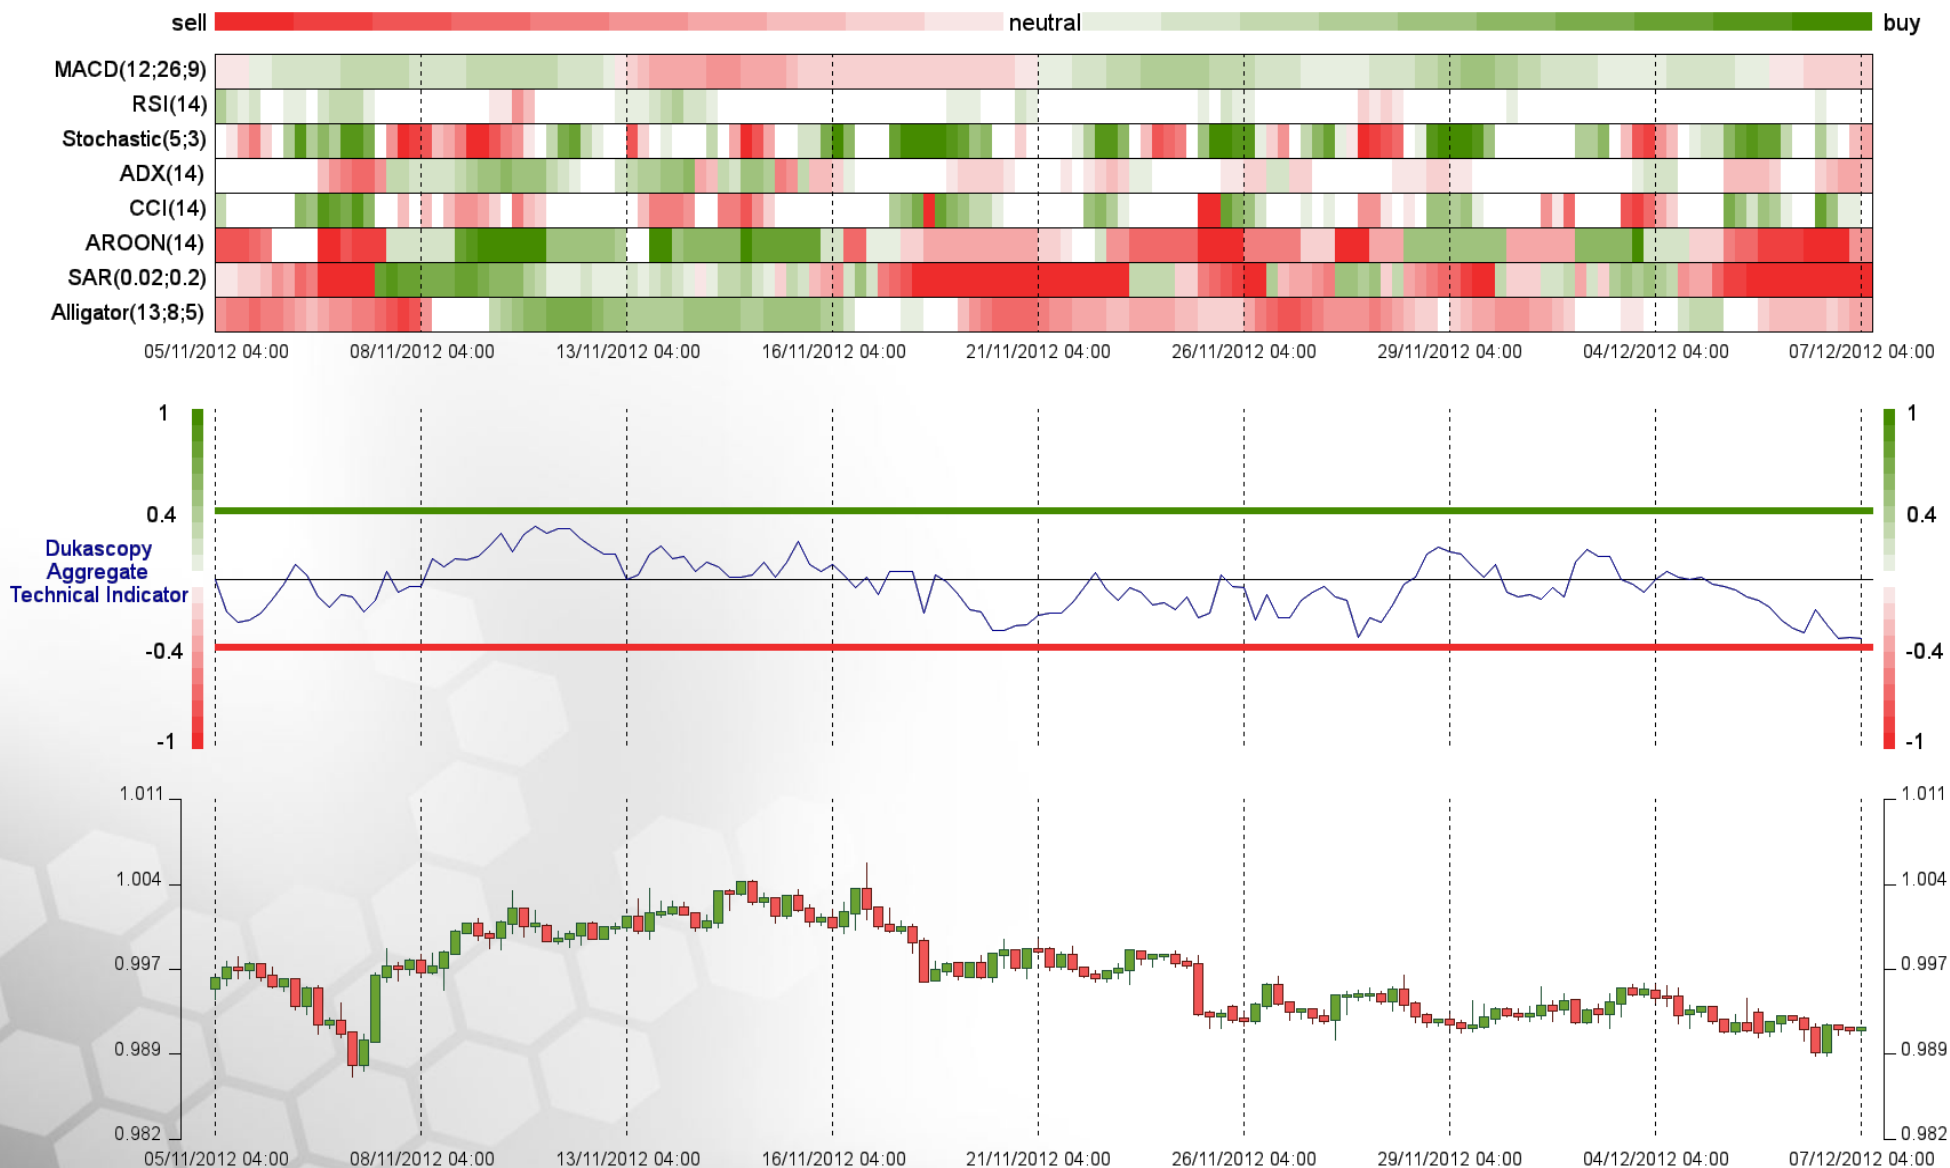 sell neutral buy
MACD(12;26;9)
RSI(14)
Stochastic(5;3)
ADX(14)
CCI(14)
AROON(14)
SAR(0.02;0.2)
Alligator(13;8;5)
05/11/2012 04:00 08/11/2012 04:00 13/11/2012 04:00 16/11/2012 04:00 21/11/2012 04:00 26/11/2012 04:00 29/11/2012 04:00 04/12/2012 04:00 07/12/2012 04:00
1 1
0.4 0.4
Dukascopy
Aggregate
Technical Indicator
-0.4 -0.4
-1 -1
1.011 1.011
1.004 1.004
0.997 0.997
0.989 0.989
0.982 0.982
05/11/2012 04:00 08/11/2012 04:00 13/11/2012 04:00 16/11/2012 04:00 21/11/2012 04:00 26/11/2012 04:00 29/11/2012 04:00 04/12/2012 04:00 07/12/2012 04:00